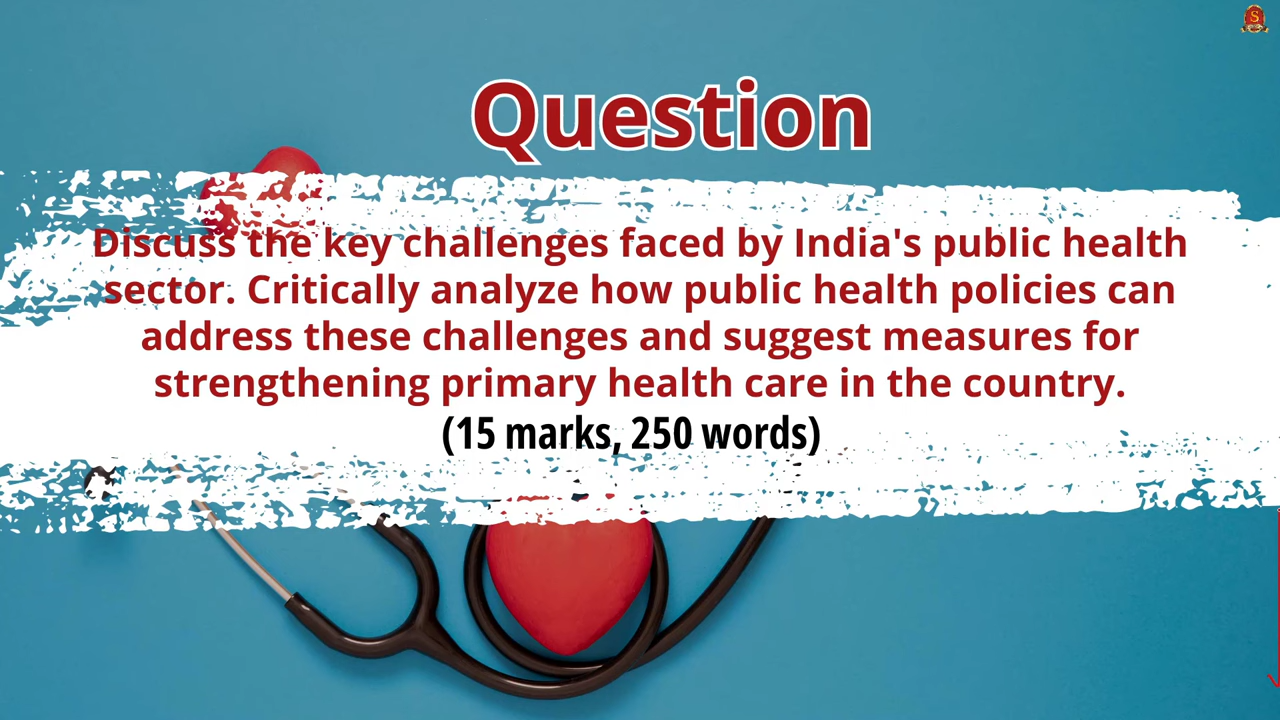 Question
Discuss the key challenges faced by India's public health
sector. Critically analyze how public health policies can
address these challenges and suggest measures for
strengthening primary health care in the country.
(15 marks, 250 words)